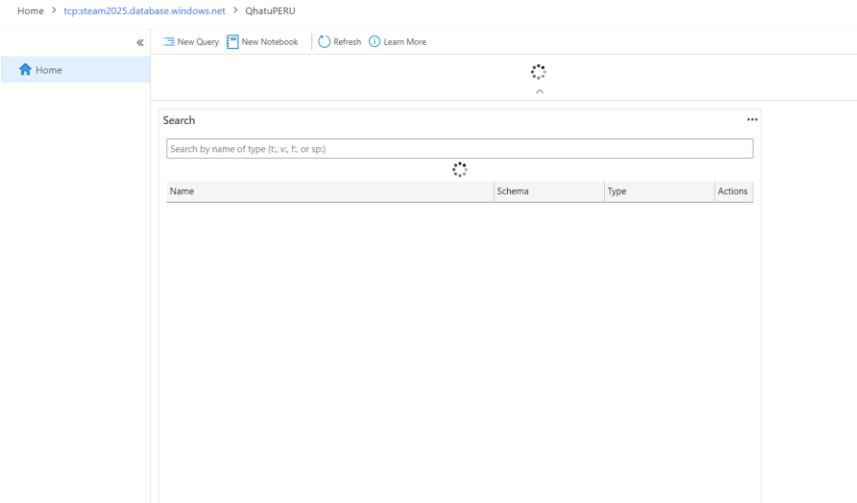 Home > tcp:steam2025.database.windows.net > QhatuPERU
«
New Query New Notebook Refresh Learn More
Home
Search
Search by name of type (t:, v:, f:, or sp:)
Name Schema Type Actions